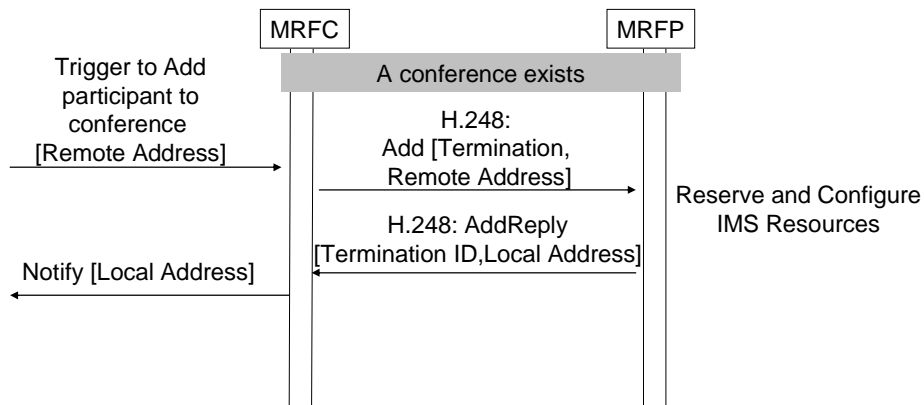 MRFC
MRFP
A conference exists
Trigger to Add
participant to
conference
[Remote Address]
H.248:
Add [Termination,
Remote Address]
Reserve and Configure
IMS Resources
H.248: AddReply
[Termination ID,Local Address]
Notify [Local Address]